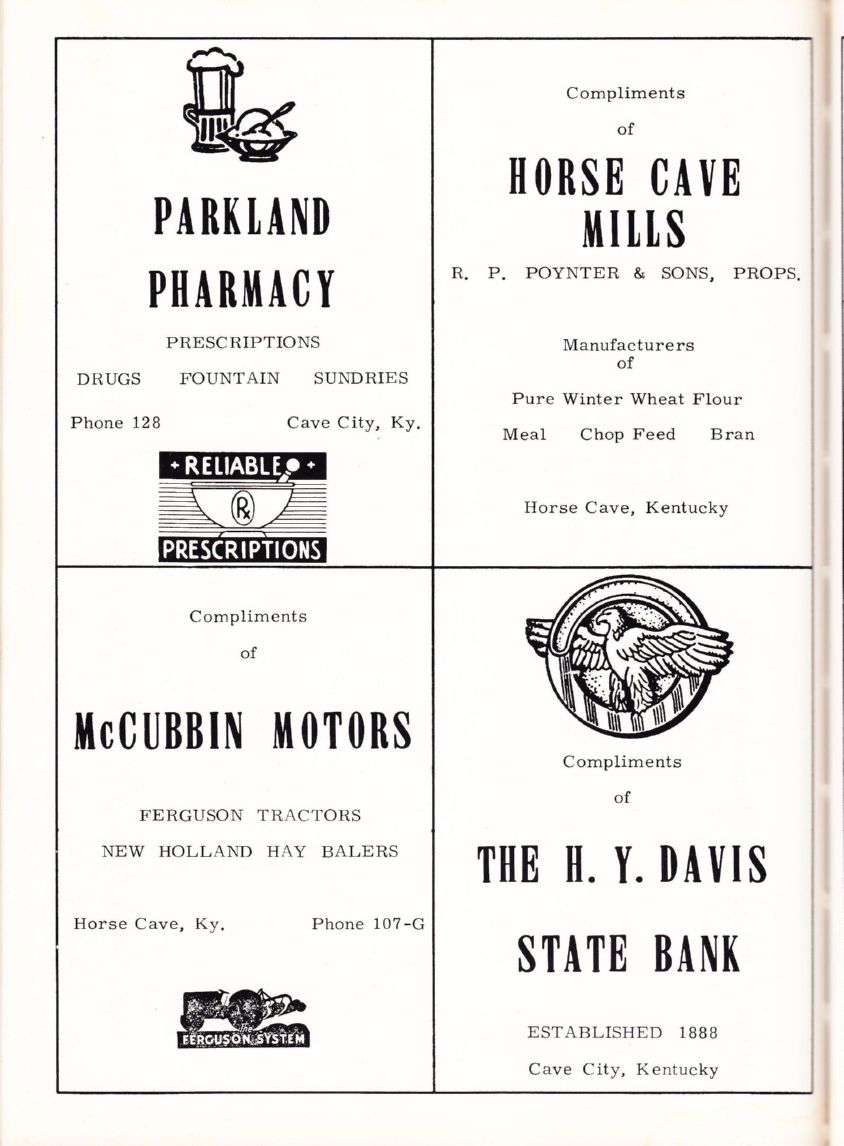 PARKLAND
PHARMACY
PRESCRIPTIONS
DRUGS FOUNTAIN SUNDRIES
Phone 128 Cave City, Ky.
+ RELIABLE +
Rx
PRESCRIPTIONS
Compliments
of
HORSE CAVE
MILLS
R. P. POYNTER & SONS, PROPS.
Manufacturers
of
Pure Winter Wheat Flour
Meal Chop Feed Bran
Horse Cave, Kentucky
Compliments
of
McCUBBIN MOTORS
FERGUSON TRACTORS
NEW HOLLAND HAY BALERS
Horse Cave, Ky. Phone 107-G
FERGUSON SYSTEM
Compliments
of
THE H. Y. DAVIS
STATE BANK
ESTABLISHED 1888
Cave City, Kentucky